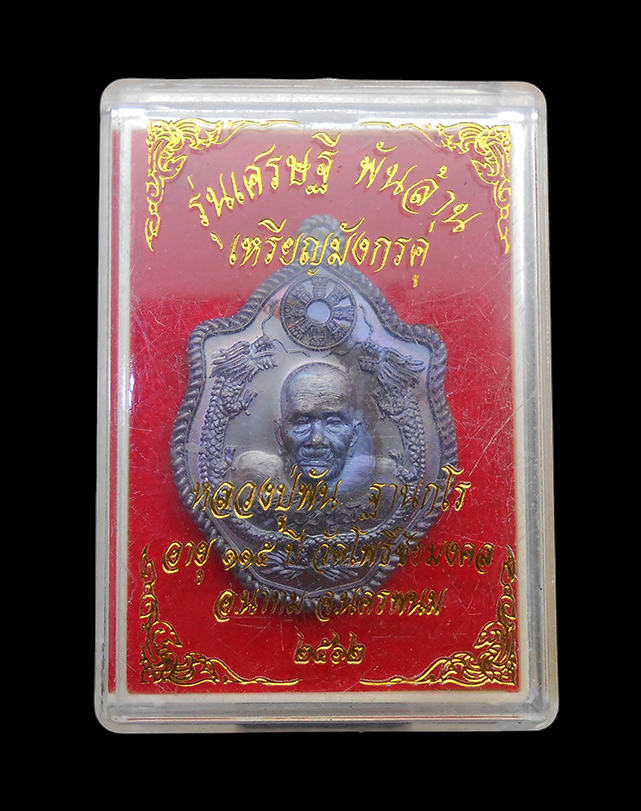 รุ่นเศรษฐี พันล้าน
เหรียญมังกรคู่
หลวงปู่พัน ฐานกโร
อายุ ๑๑๕ ปี วัดโพธิ์ชัยมงคล
อ.นาทม จ.นครพนม
๒๕๖๒